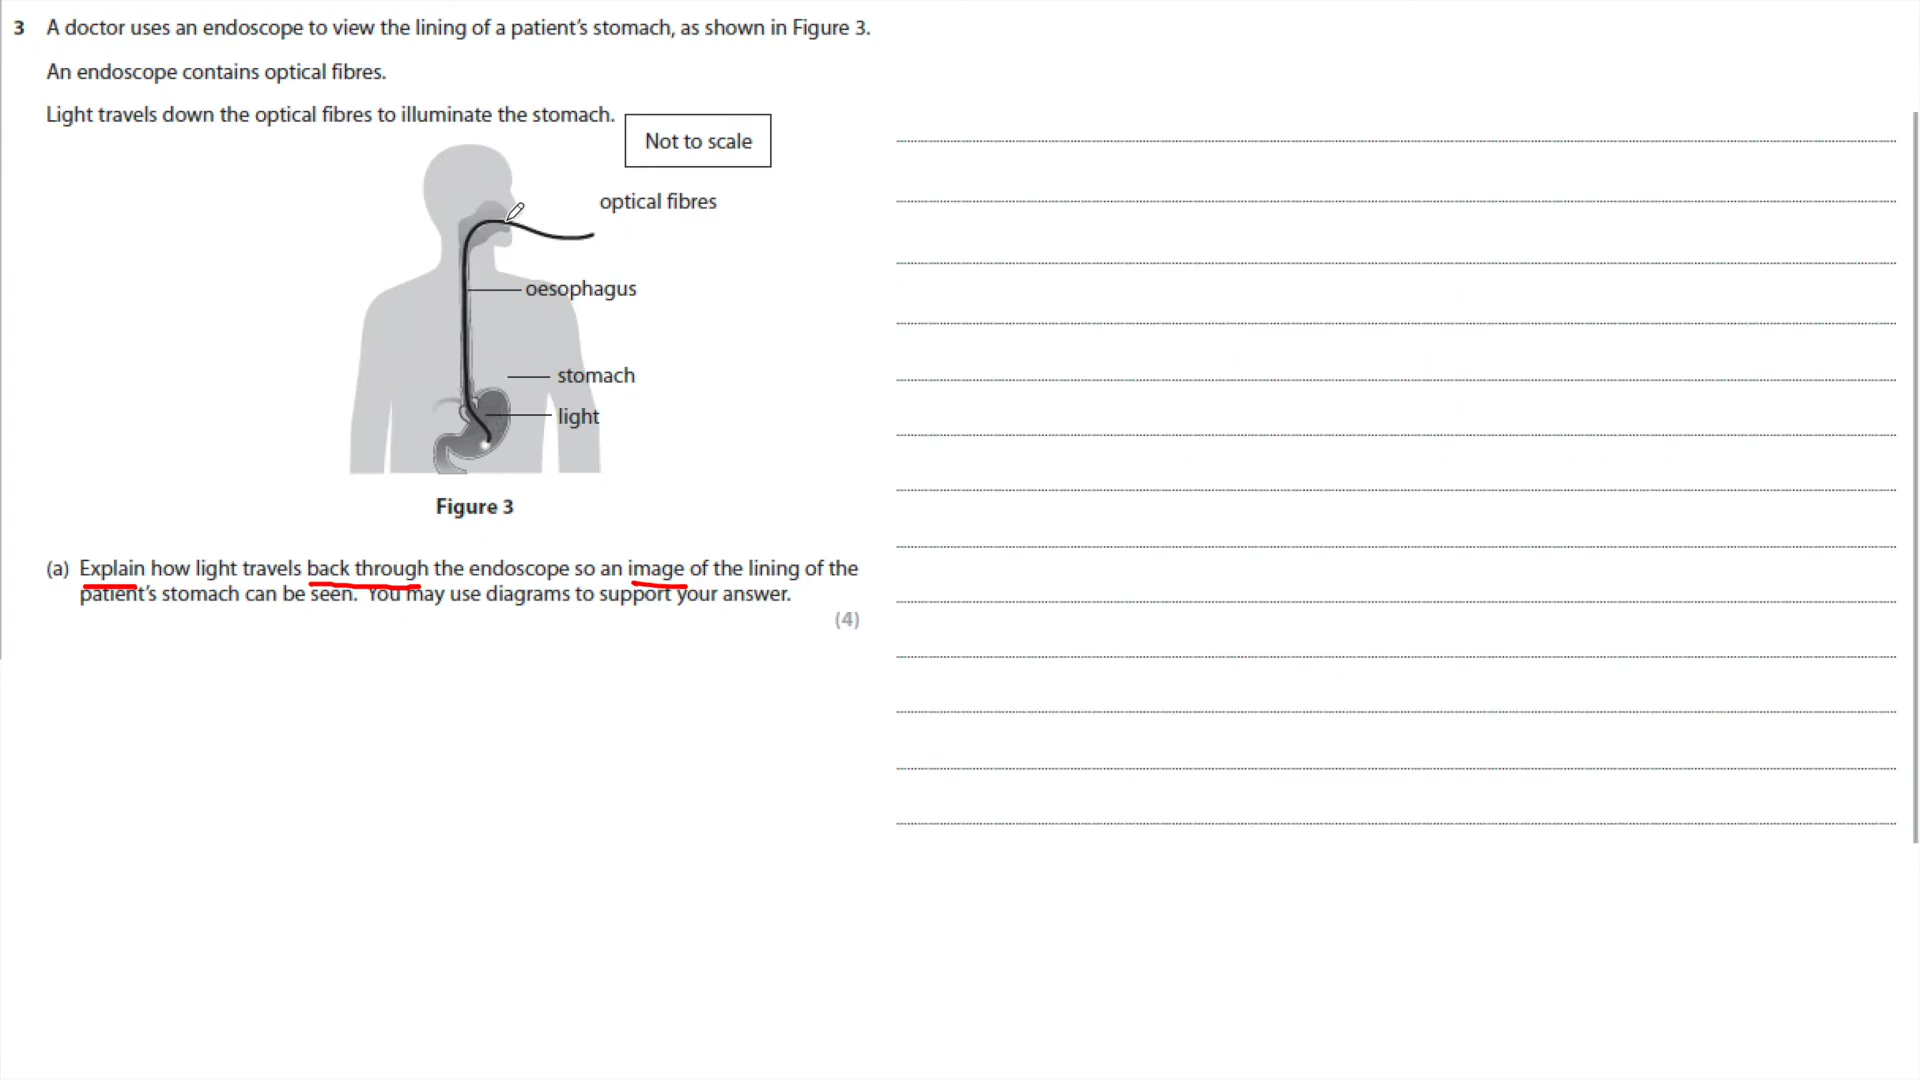 3 A doctor uses an endoscope to view the lining of a patient's stomach, as shown in Figure 3.
An endoscope contains optical fibres.
Light travels down the optical fibres to illuminate the stomach.
Not to scale
optical fibres
oesophagus
stomach
light
Figure 3
(a) Explain how light travels back through the endoscope so an image of the lining of the
patient's stomach can be seen. You may use diagrams to support your answer.
(4)